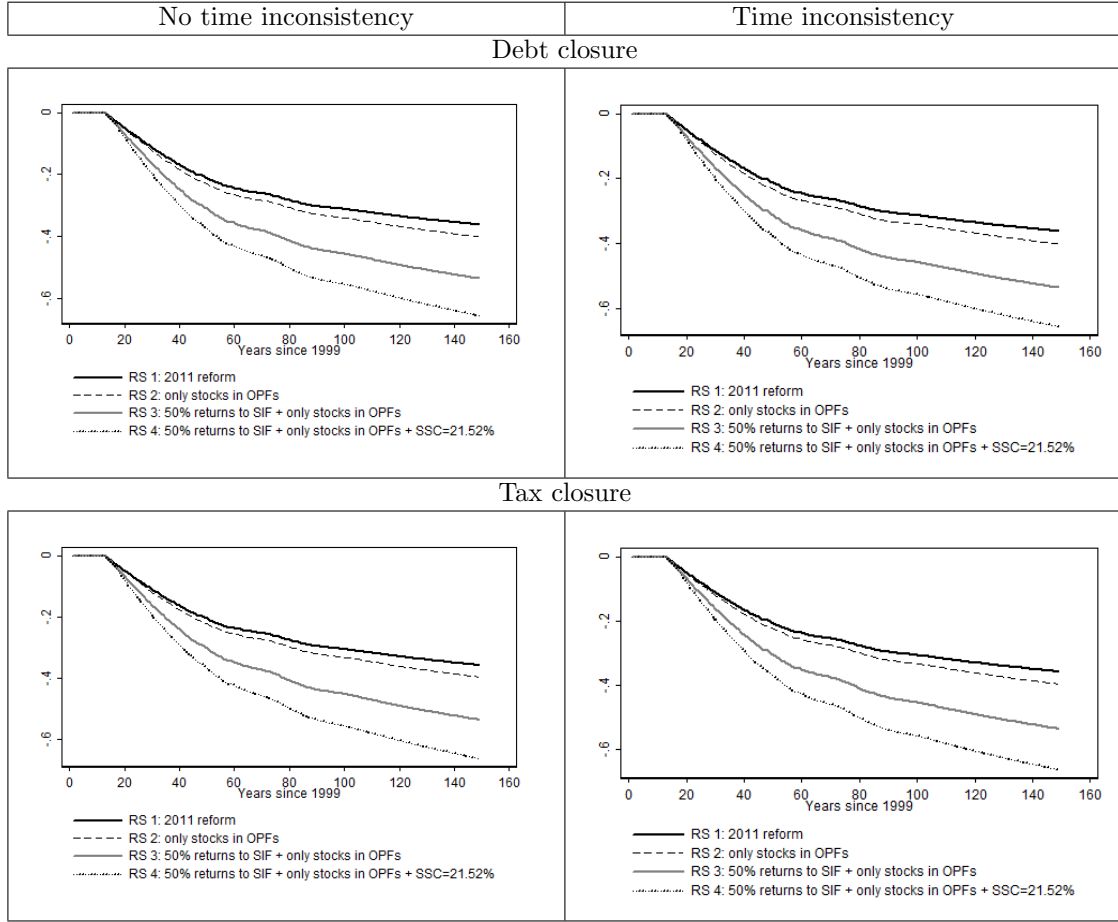 No time inconsistency
Time inconsistency
Debt closure
0
-.2
-.4
-.6
0 20 40 60 80 100 120 140 160
Years since 1999
RS 1: 2011 reform
RS 2: only stocks in OPFs
RS 3: 50% returns to SIF + only stocks in OPFs
RS 4: 50% returns to SIF + only stocks in OPFs + SSC=21.52%
0
-.2
-.4
-.6
0 20 40 60 80 100 120 140 160
Years since 1999
RS 1: 2011 reform
RS 2: only stocks in OPFs
RS 3: 50% returns to SIF + only stocks in OPFs
RS 4: 50% returns to SIF + only stocks in OPFs + SSC=21.52%
Tax closure
0
-.2
-.4
-.6
0 20 40 60 80 100 120 140 160
Years since 1999
RS 1: 2011 reform
RS 2: only stocks in OPFs
RS 3: 50% returns to SIF + only stocks in OPFs
RS 4: 50% returns to SIF + only stocks in OPFs + SSC=21.52%
0
-.2
-.4
-.6
0 20 40 60 80 100 120 140 160
Years since 1999
RS 1: 2011 reform
RS 2: only stocks in OPFs
RS 3: 50% returns to SIF + only stocks in OPFs
RS 4: 50% returns to SIF + only stocks in OPFs + SSC=21.52%